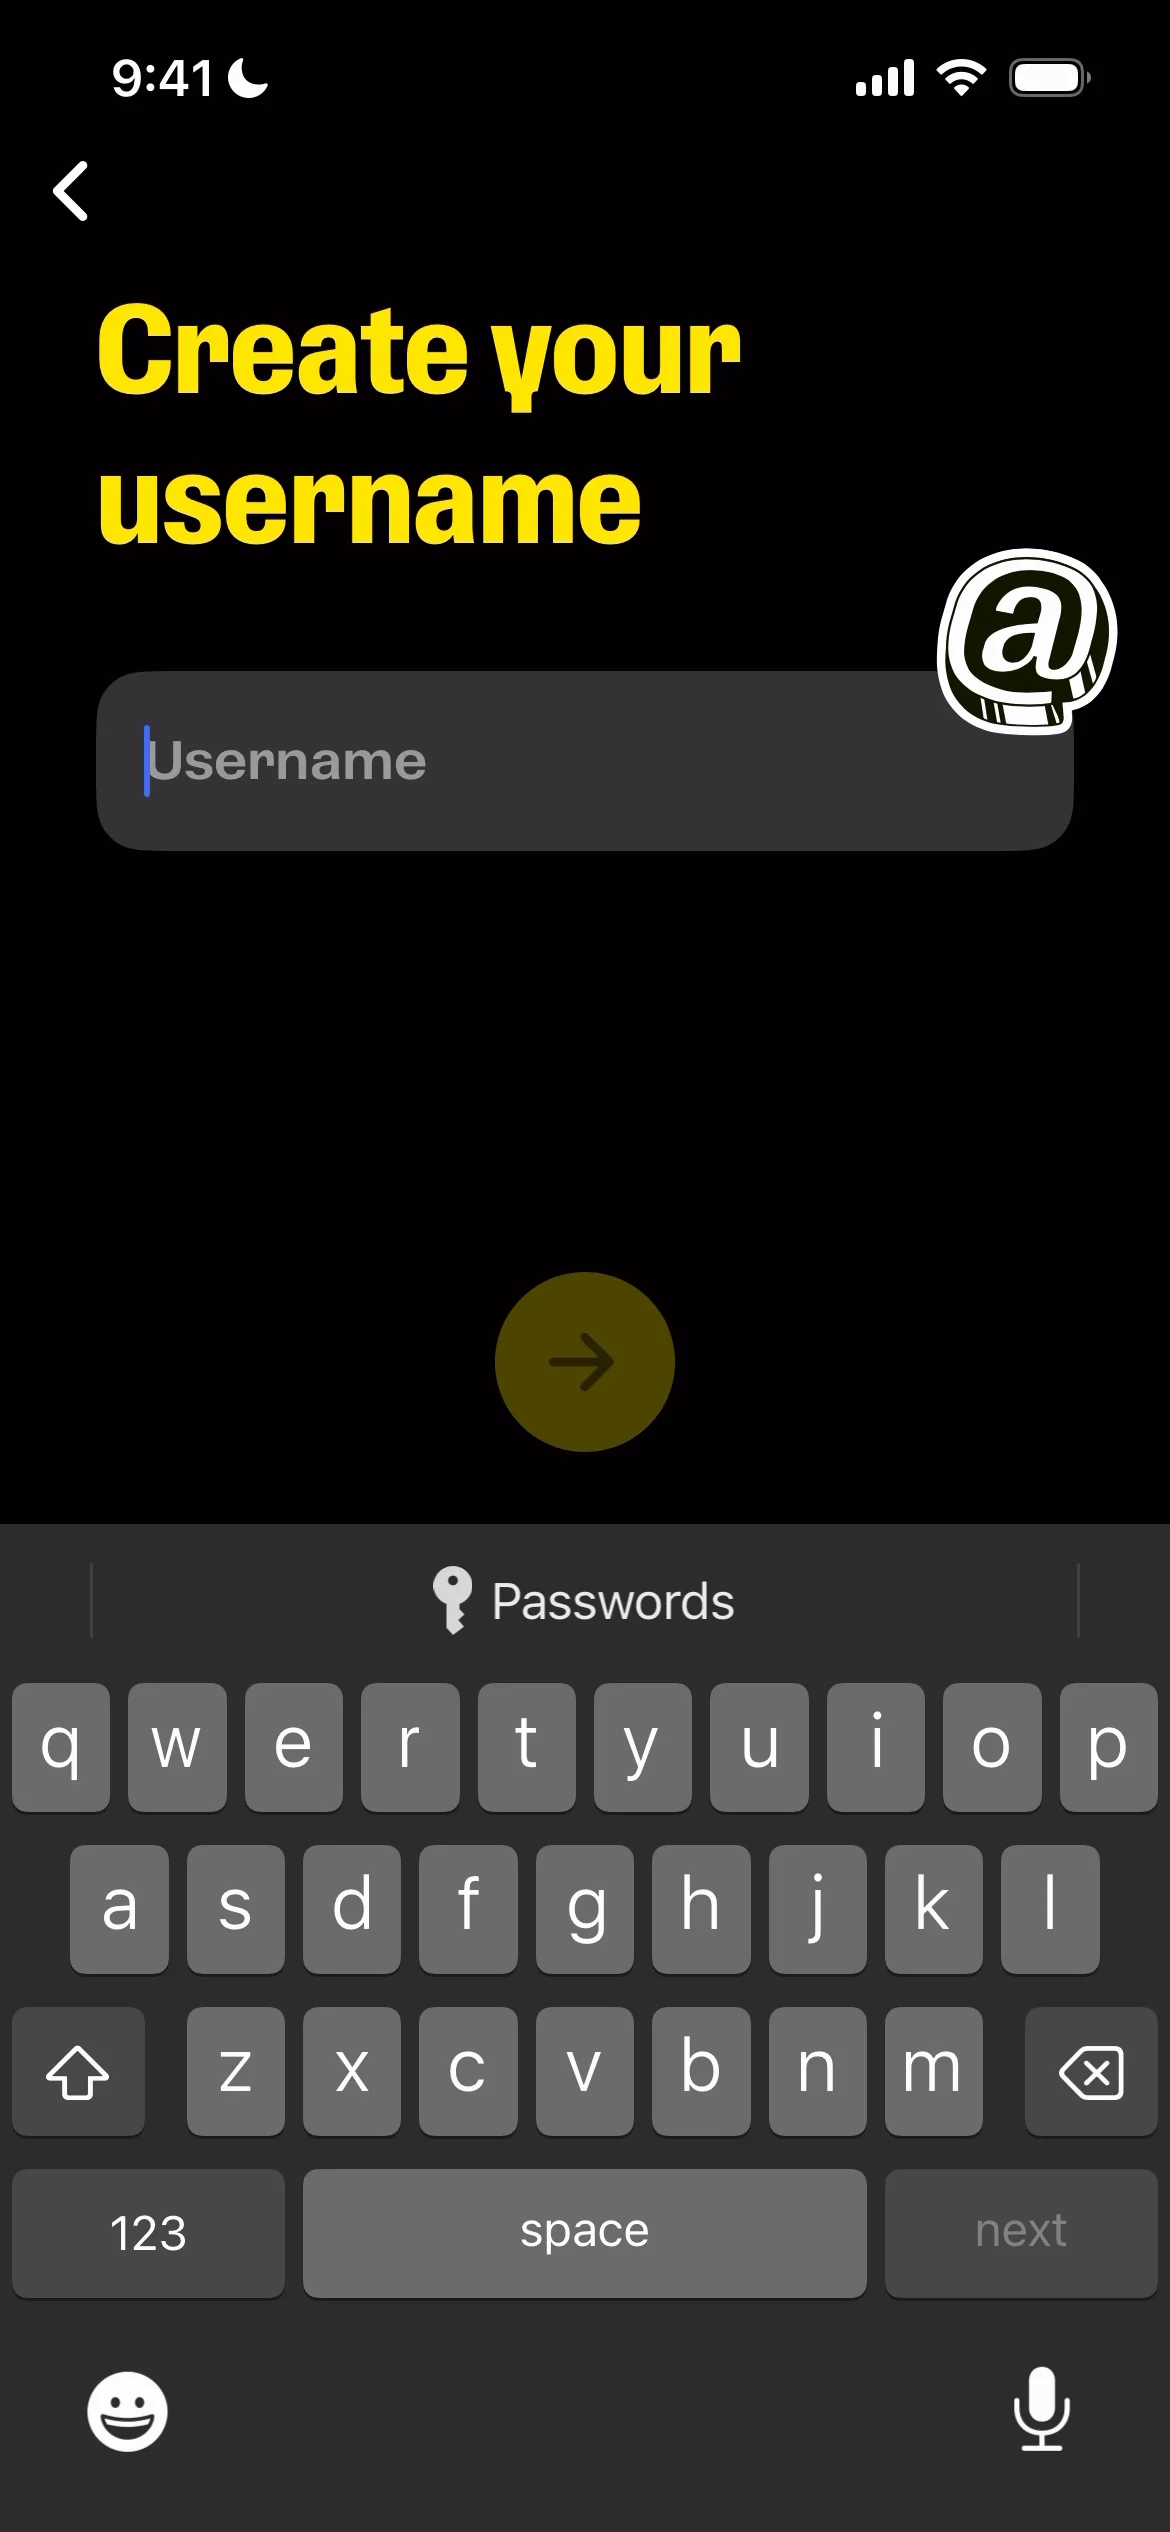 9:41
Create your
username
@
Username
Passwords
q w e r t y u i o p
a s d f g h j k l
z x c v b n m
123 space next